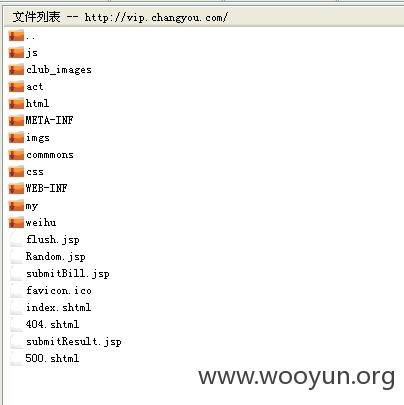 文件列表 -- http://vip.changyou.com/
..
js
club_images
act
html
META-INF
imgs
commmons
css
WEB-INF
my
weihu
flush.jsp
Random.jsp
submitBill.jsp
favicon.ico
index.shtml
404.shtml
submitResult.jsp
500.shtml
www.wooyun.org